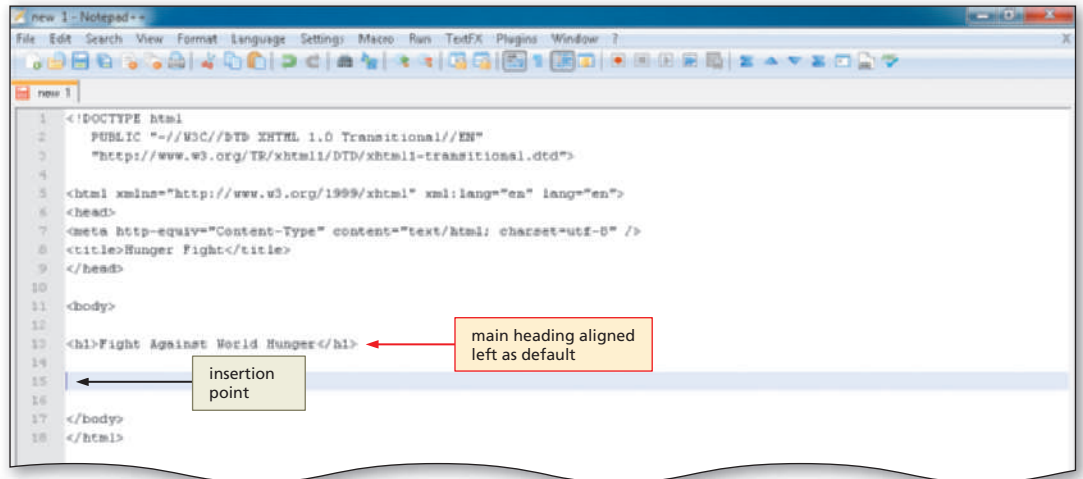 new 1 - Notepad++
File Edit Search View Format Language Settings Macro Run TextFX Plugins Window ? X
new 1
1 <!DOCTYPE html
2 PUBLIC "-//W3C//DTD XHTML 1.0 Transitional//EN"
3 "http://www.w3.org/TR/xhtml1/DTD/xhtml1-transitional.dtd">
4
5 <html xmlns="http://www.w3.org/1999/xhtml" xml:lang="en" lang="en">
6 <head>
7 <meta http-equiv="Content-Type" content="text/html; charset=utf-8" />
8 <title>Hunger Fight</title>
9 </head>
10
11 <body>
12
13 <h1>Fight Against World Hunger</h1>
main heading aligned
left as default
14
15
insertion
point
16
17 </body>
18 </html>